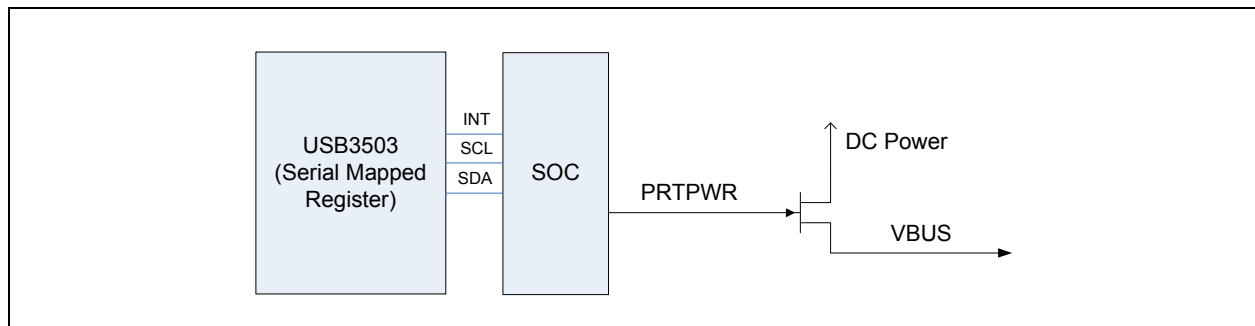 USB3503
(Serial Mapped
Register)
INT
SCL
SDA
SOC
PRTPWR
DC Power
VBUS